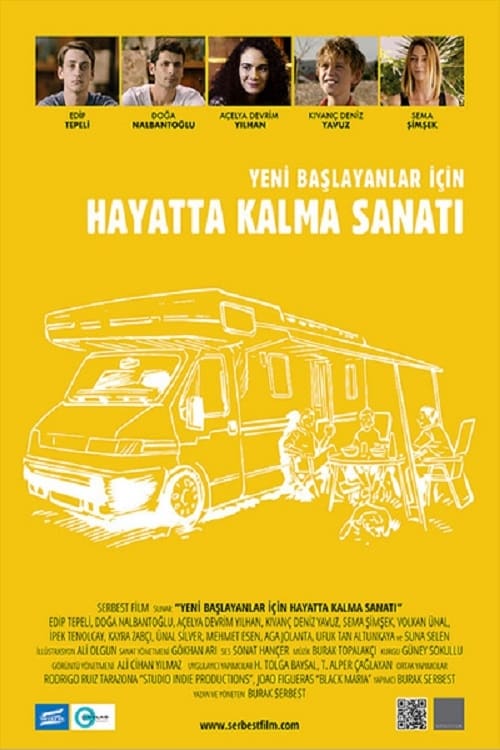 EDİP TEPELİ
DOĞA NALBANTOĞLU
AÇELYA DEVRİM YILHAN
KIVANÇ DENİZ YAVUZ
SEMA ŞİMŞEK
YENİ BAŞLAYANLAR İÇİN
HAYATTA KALMA SANATI
SERBEST FİLM SUNAR: "YENİ BAŞLAYANLAR İÇİN HAYATTA KALMA SANATI"
EDİP TEPELİ, DOĞA NALBANTOĞLU, AÇELYA DEVRİM YILHAN, KIVANÇ DENİZ YAVUZ, SEMA ŞİMŞEK, VOLKAN ÜNAL,
İPEK TENOLCAY, KAYRA ZABÇI, ÜNAL SİLVER, MEHMET ESEN, AGA JOLANTA, UFUK TAN ALTUNKAYA ve SUNA SELEN
İLLÜSTRASYON ALİ OLGUN SANAT YÖNETMENİ GÖKHAN ARI SES SONAT HANÇER MÜZİK BURAK TOPALAKÇI KURGU GÜNEY SOKULLU
GÖRÜNTÜ YÖNETMENİ ALİ CİHAN YILMAZ UYGULAYICI YAPIMCILAR H. TOLGA BAYSAL, T. ALPER ÇAĞLAYAN ORTAK YAPIMCILAR
RODRIGO RUIZ TARAZONA "STUDIO INDIE PRODUCTIONS", JOAO FIGUERAS "BLACK MARIA" YAPIMCI BURAK SERBEST
YAZAN VE YÖNETEN BURAK SERBEST
www.serbestfilm.com